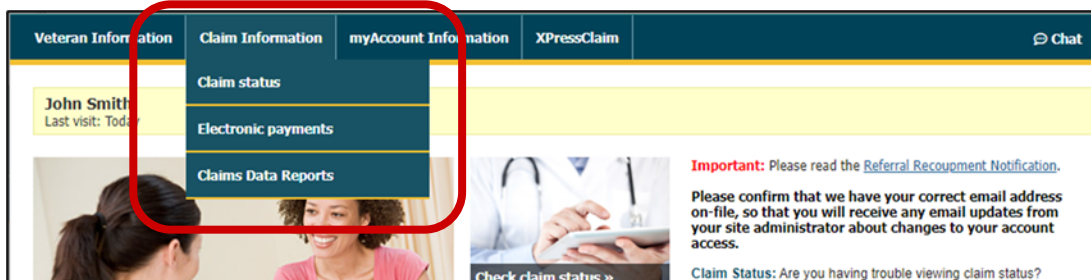 Veteran Information Claim Information myAccount Information XPressClaim Chat
Claim status
Electronic payments
Claims Data Reports
John Smith
Last visit: Today
Important: Please read the Referral Recoupment Notification.
Please confirm that we have your correct email address
on-file, so that you will receive any email updates from
your site administrator about changes to your account
access.
Check claim status »
Claim Status: Are you having trouble viewing claim status?